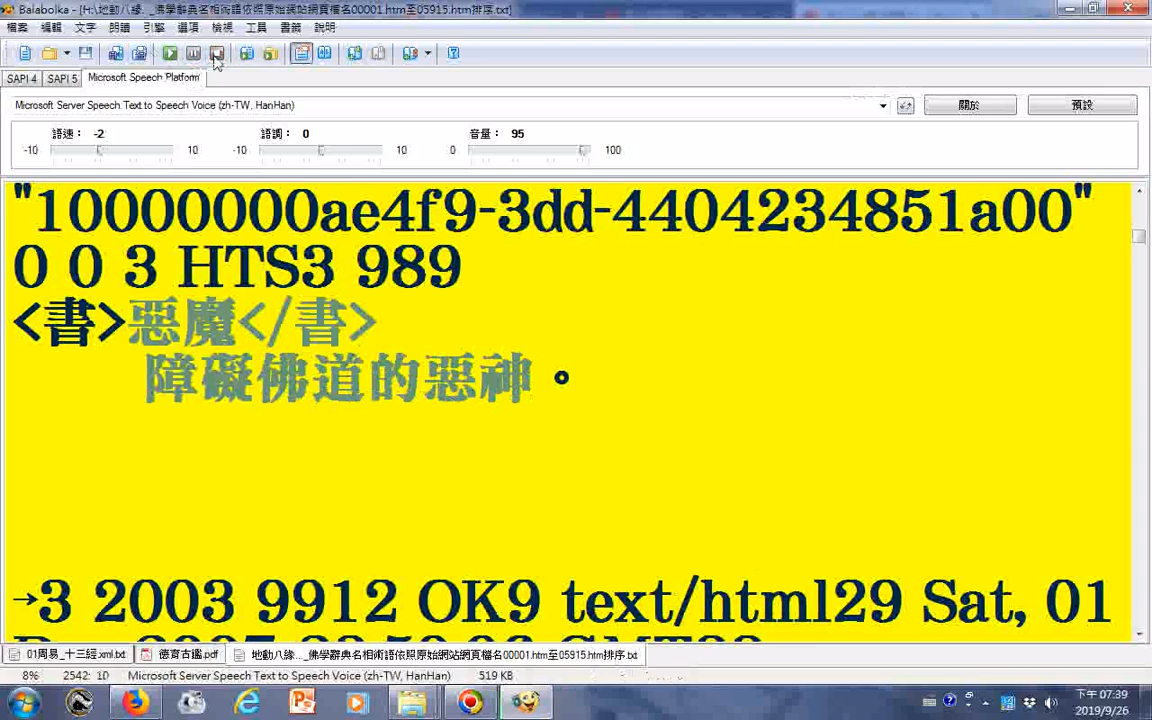 Balabolka - [H:\地動八緣..._佛學辭典名相術語依照原始網站網頁檔名00001.htm至05915.htm排序.txt]
檔案 編輯 文字 朗讀 引擎 選項 檢視 工具 書籤 說明
SAPI 4 SAPI 5 Microsoft Speech Platform
Microsoft Server Speech Text to Speech Voice (zh-TW, HanHan) 關於 預設
語速： -2 語調： 0 音量： 95
-10 10 -10 10 0 100
"10000000ae4f9-3dd-4404234851a00"
0 0 3 HTS3 989
<書>惡魔</書>
障礙佛道的惡神。
→3 2003 9912 OK9 text/html29 Sat, 01
01周易_十三經.xml.txt 德育古鑑.pdf 地動八緣..._佛學辭典名相術語依照原始網站網頁檔名00001.htm至05915.htm排序.txt
8% 2542: 10 Microsoft Server Speech Text to Speech Voice (zh-TW, HanHan) 519 KB
下午 07:39
2019/9/26